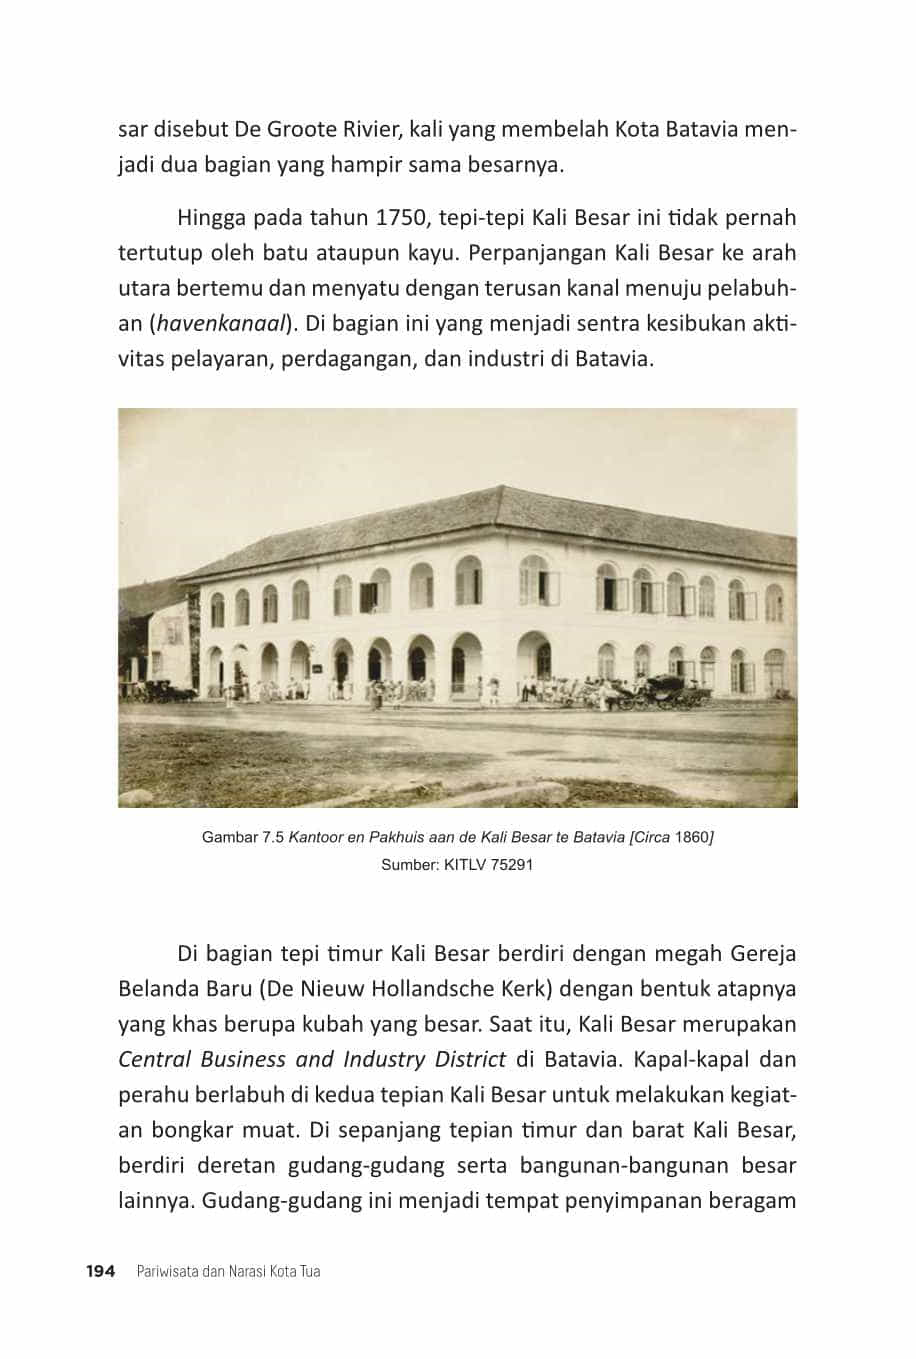 sar disebut De Groote Rivier, kali yang membelah Kota Batavia men-
jadi dua bagian yang hampir sama besarnya.
Hingga pada tahun 1750, tepi-tepi Kali Besar ini tidak pernah
tertutup oleh batu ataupun kayu. Perpanjangan Kali Besar ke arah
utara bertemu dan menyatu dengan terusan kanal menuju pelabuh-
an (havenkanaal). Di bagian ini yang menjadi sentra kesibukan akti-
vitas pelayaran, perdagangan, dan industri di Batavia.
Gambar 7.5 Kantoor en Pakhuis aan de Kali Besar te Batavia [Circa 1860]
Sumber: KITLV 75291
Di bagian tepi timur Kali Besar berdiri dengan megah Gereja
Belanda Baru (De Nieuw Hollandsche Kerk) dengan bentuk atapnya
yang khas berupa kubah yang besar. Saat itu, Kali Besar merupakan
Central Business and Industry District di Batavia. Kapal-kapal dan
perahu berlabuh di kedua tepian Kali Besar untuk melakukan kegiat-
an bongkar muat. Di sepanjang tepian timur dan barat Kali Besar,
berdiri deretan gudang-gudang serta bangunan-bangunan besar
lainnya. Gudang-gudang ini menjadi tempat penyimpanan beragam
194 Pariwisata dan Narasi Kota Tua